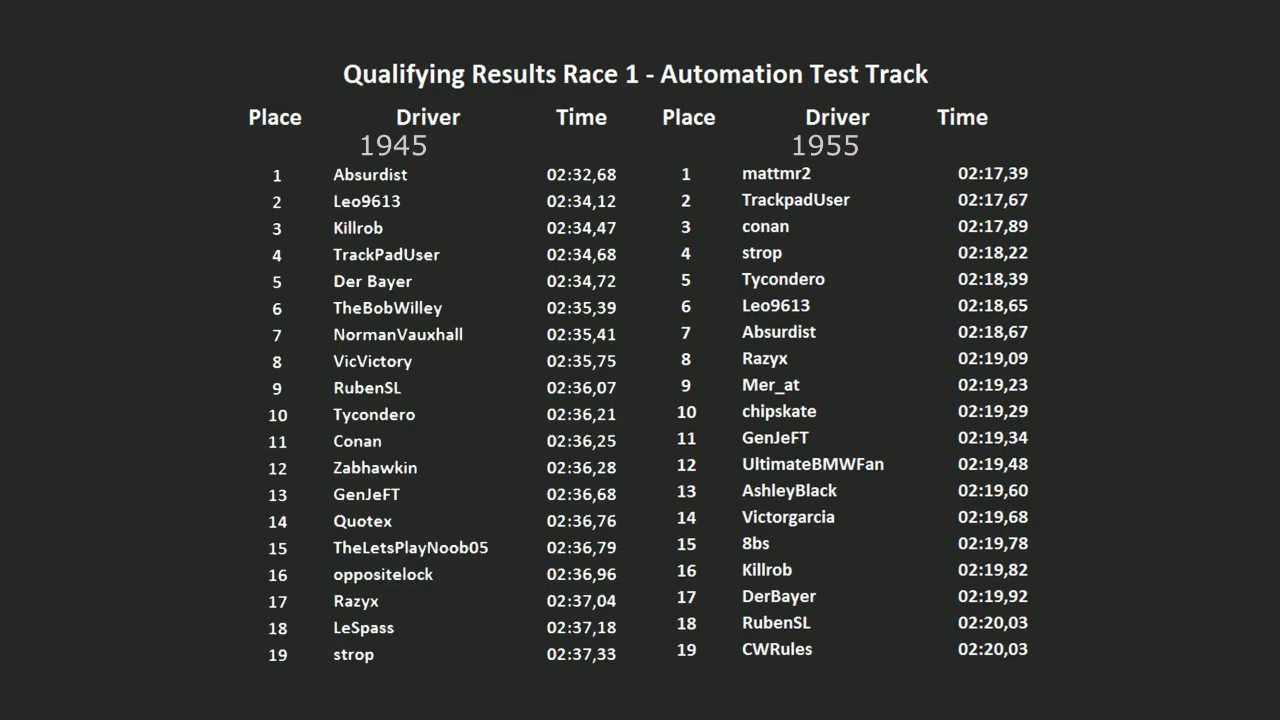 Qualifying Results Race 1 - Automation Test Track
Place Driver Time Place Driver Time
1945 1955
1 Absurdist 02:32,68 1 mattmr2 02:17,39
2 Leo9613 02:34,12 2 TrackpadUser 02:17,67
3 Killrob 02:34,47 3 conan 02:17,89
4 TrackPadUser 02:34,68 4 strop 02:18,22
5 Der Bayer 02:34,72 5 Tycondero 02:18,39
6 TheBobWilley 02:35,39 6 Leo9613 02:18,65
7 NormanVauxhall 02:35,41 7 Absurdist 02:18,67
8 VicVictory 02:35,75 8 Razyx 02:19,09
9 RubenSL 02:36,07 9 Mer_at 02:19,23
10 Tycondero 02:36,21 10 chipskate 02:19,29
11 Conan 02:36,25 11 GenJeFT 02:19,34
12 Zabhawkin 02:36,28 12 UltimateBMWFan 02:19,48
13 GenJeFT 02:36,68 13 AshleyBlack 02:19,60
14 Quotex 02:36,76 14 Victorgarcia 02:19,68
15 TheLetsPlayNoob05 02:36,79 15 8bs 02:19,78
16 oppositelock 02:36,96 16 Killrob 02:19,82
17 Razyx 02:37,04 17 DerBayer 02:19,92
18 LeSpass 02:37,18 18 RubenSL 02:20,03
19 strop 02:37,33 19 CWRules 02:20,03